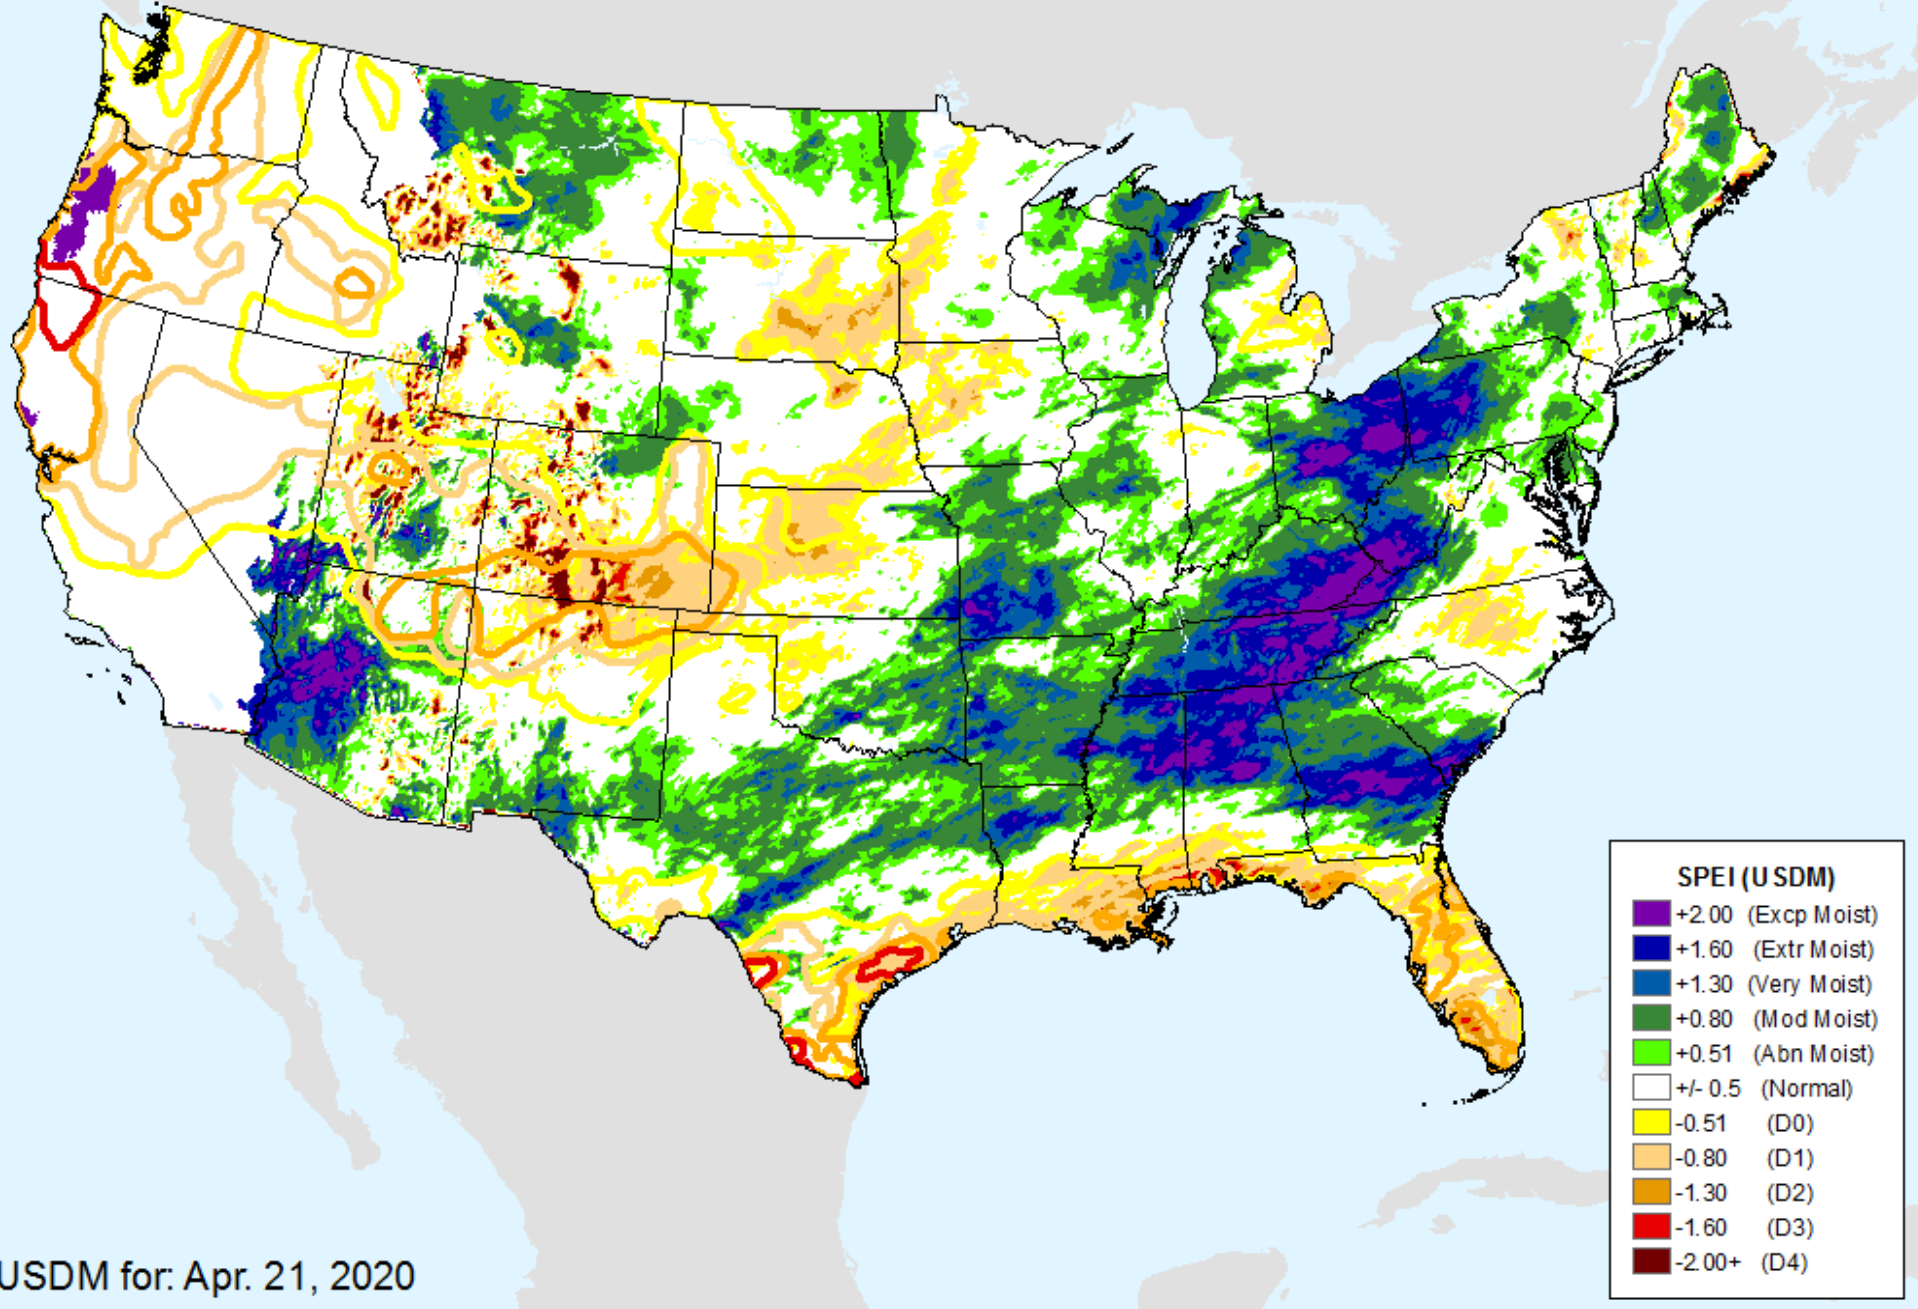 SPEI (USDM)
+2.00 (Excp Moist)
+1.60 (Extr Moist)
+1.30 (Very Moist)
+0.80 (Mod Moist)
+0.51 (Abn Moist)
+/- 0.5 (Normal)
-0.51 (D0)
-0.80 (D1)
-1.30 (D2)
-1.60 (D3)
-2.00+ (D4)
USDM for: Apr. 21, 2020